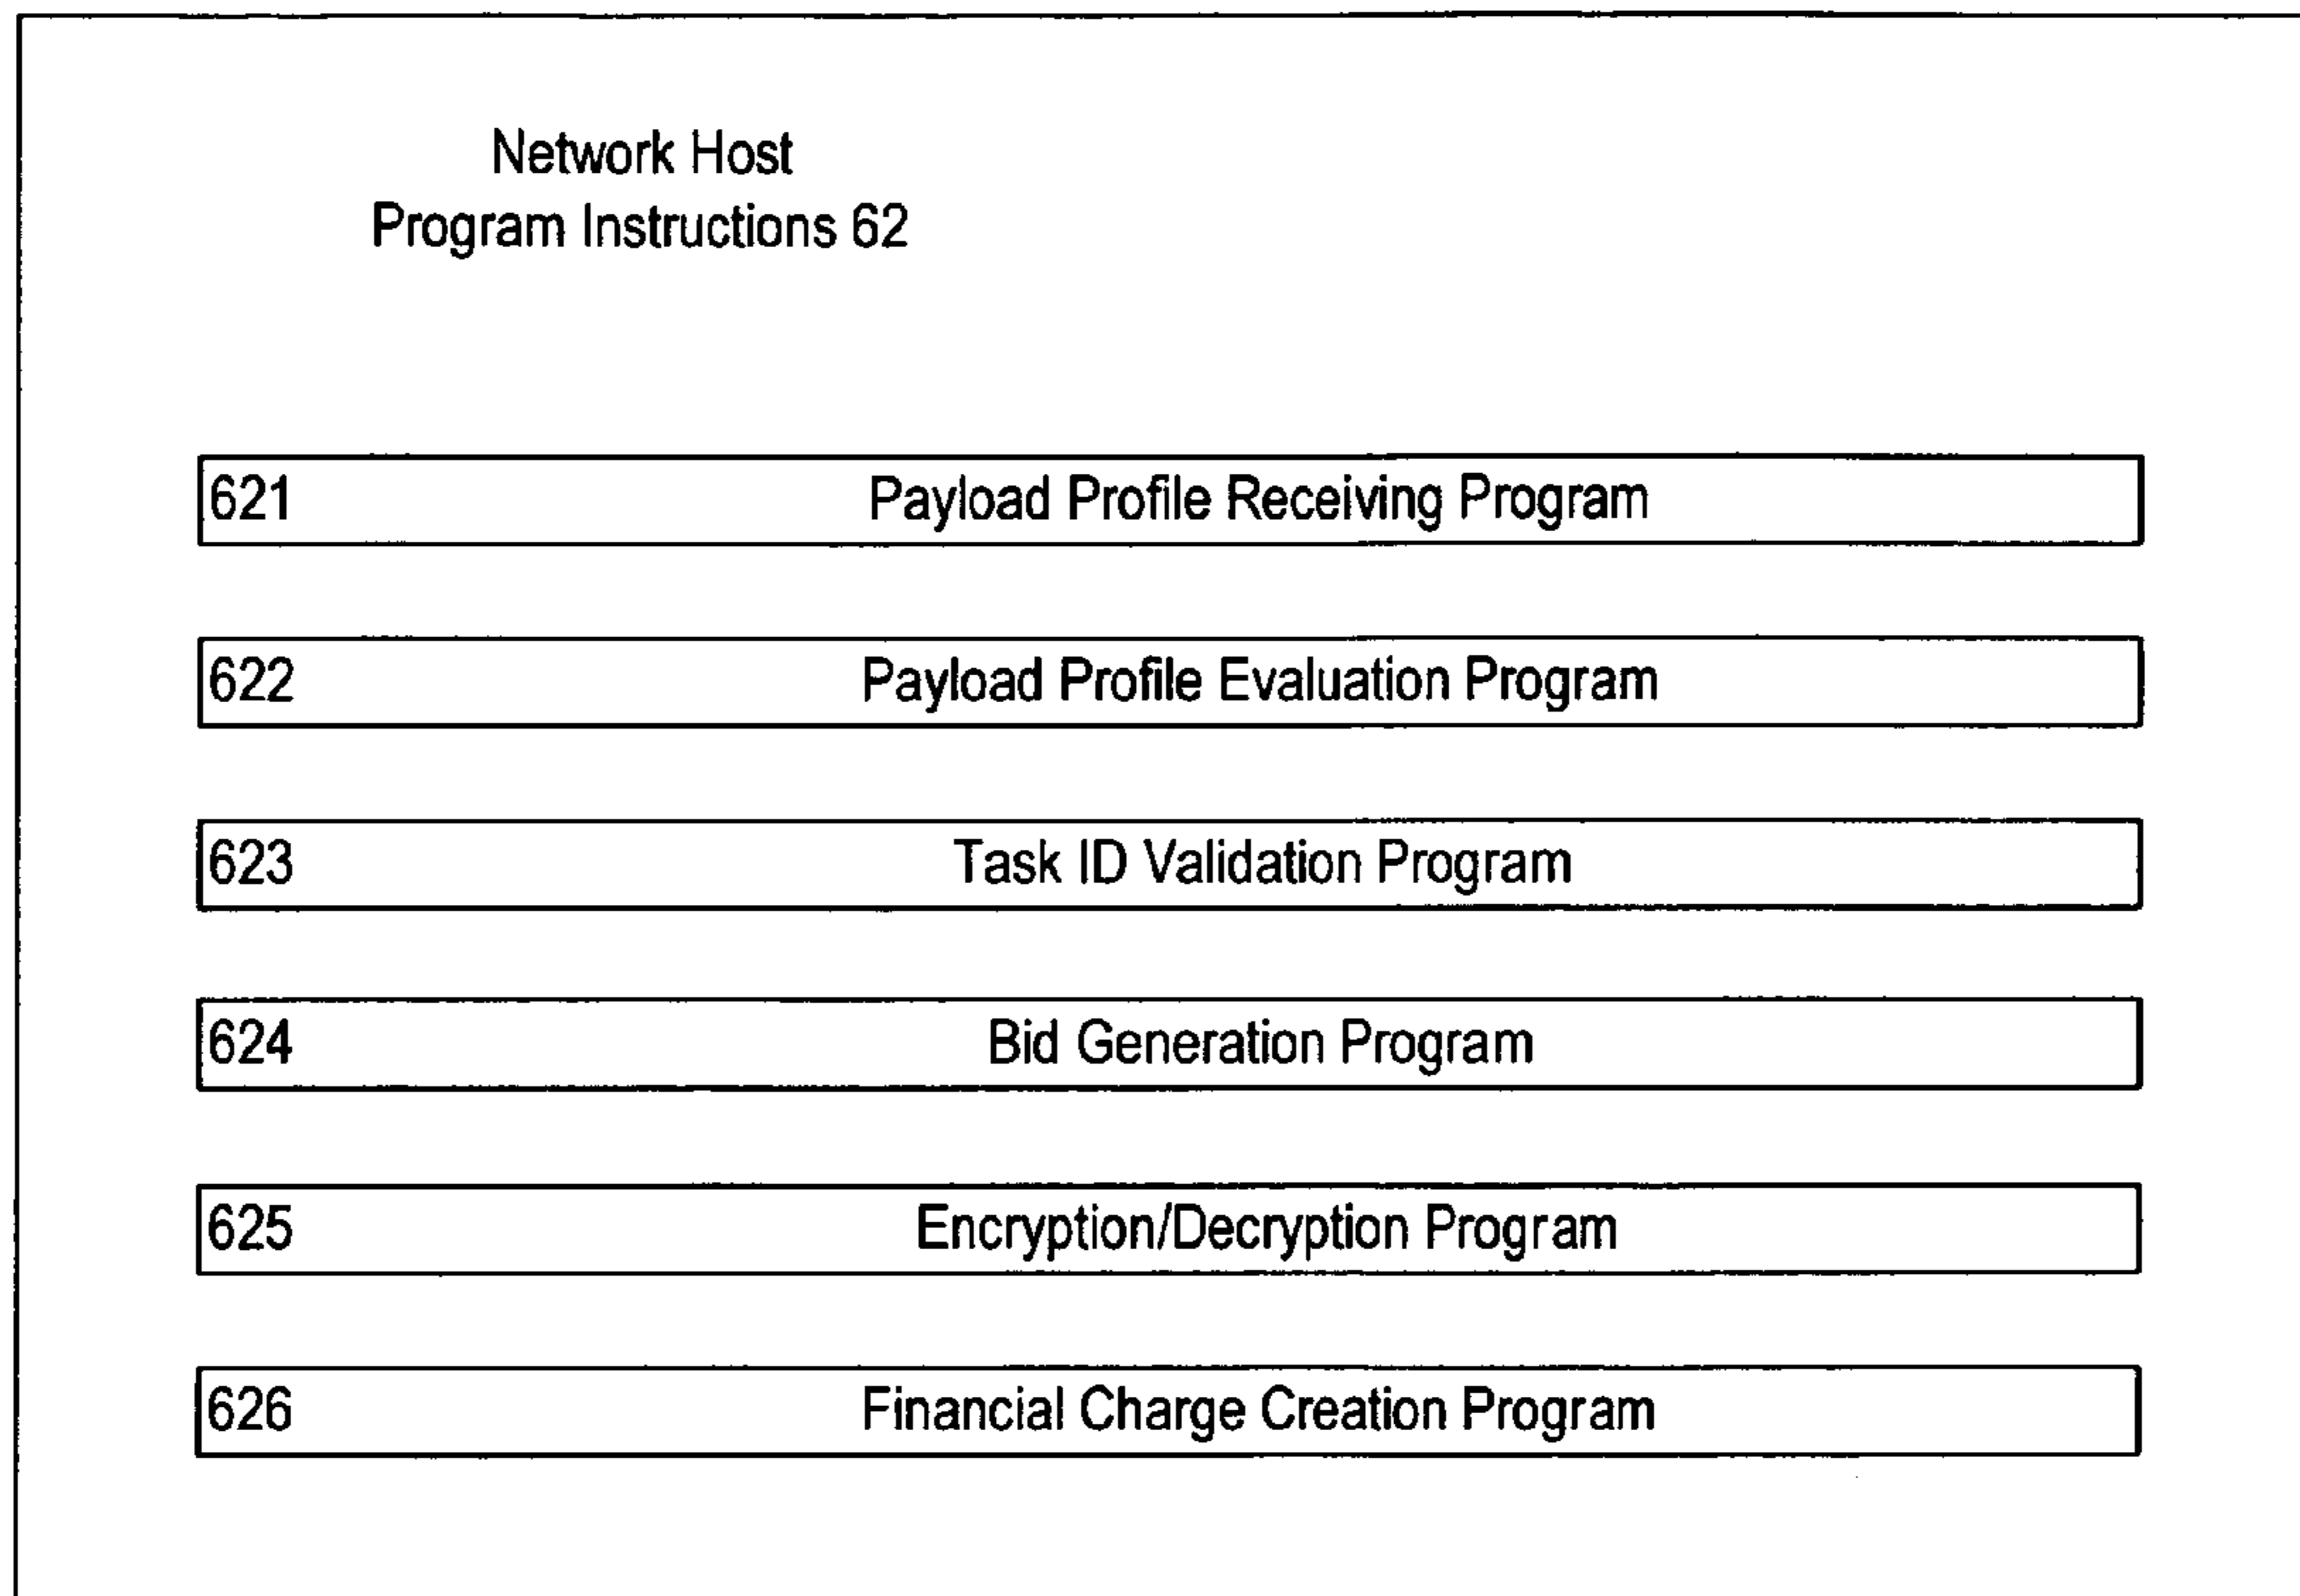 Network Host
Program Instructions 62
621 Payload Profile Receiving Program
622 Payload Profile Evaluation Program
623 Task ID Validation Program
624 Bid Generation Program
625 Encryption/Decryption Program
626 Financial Charge Creation Program